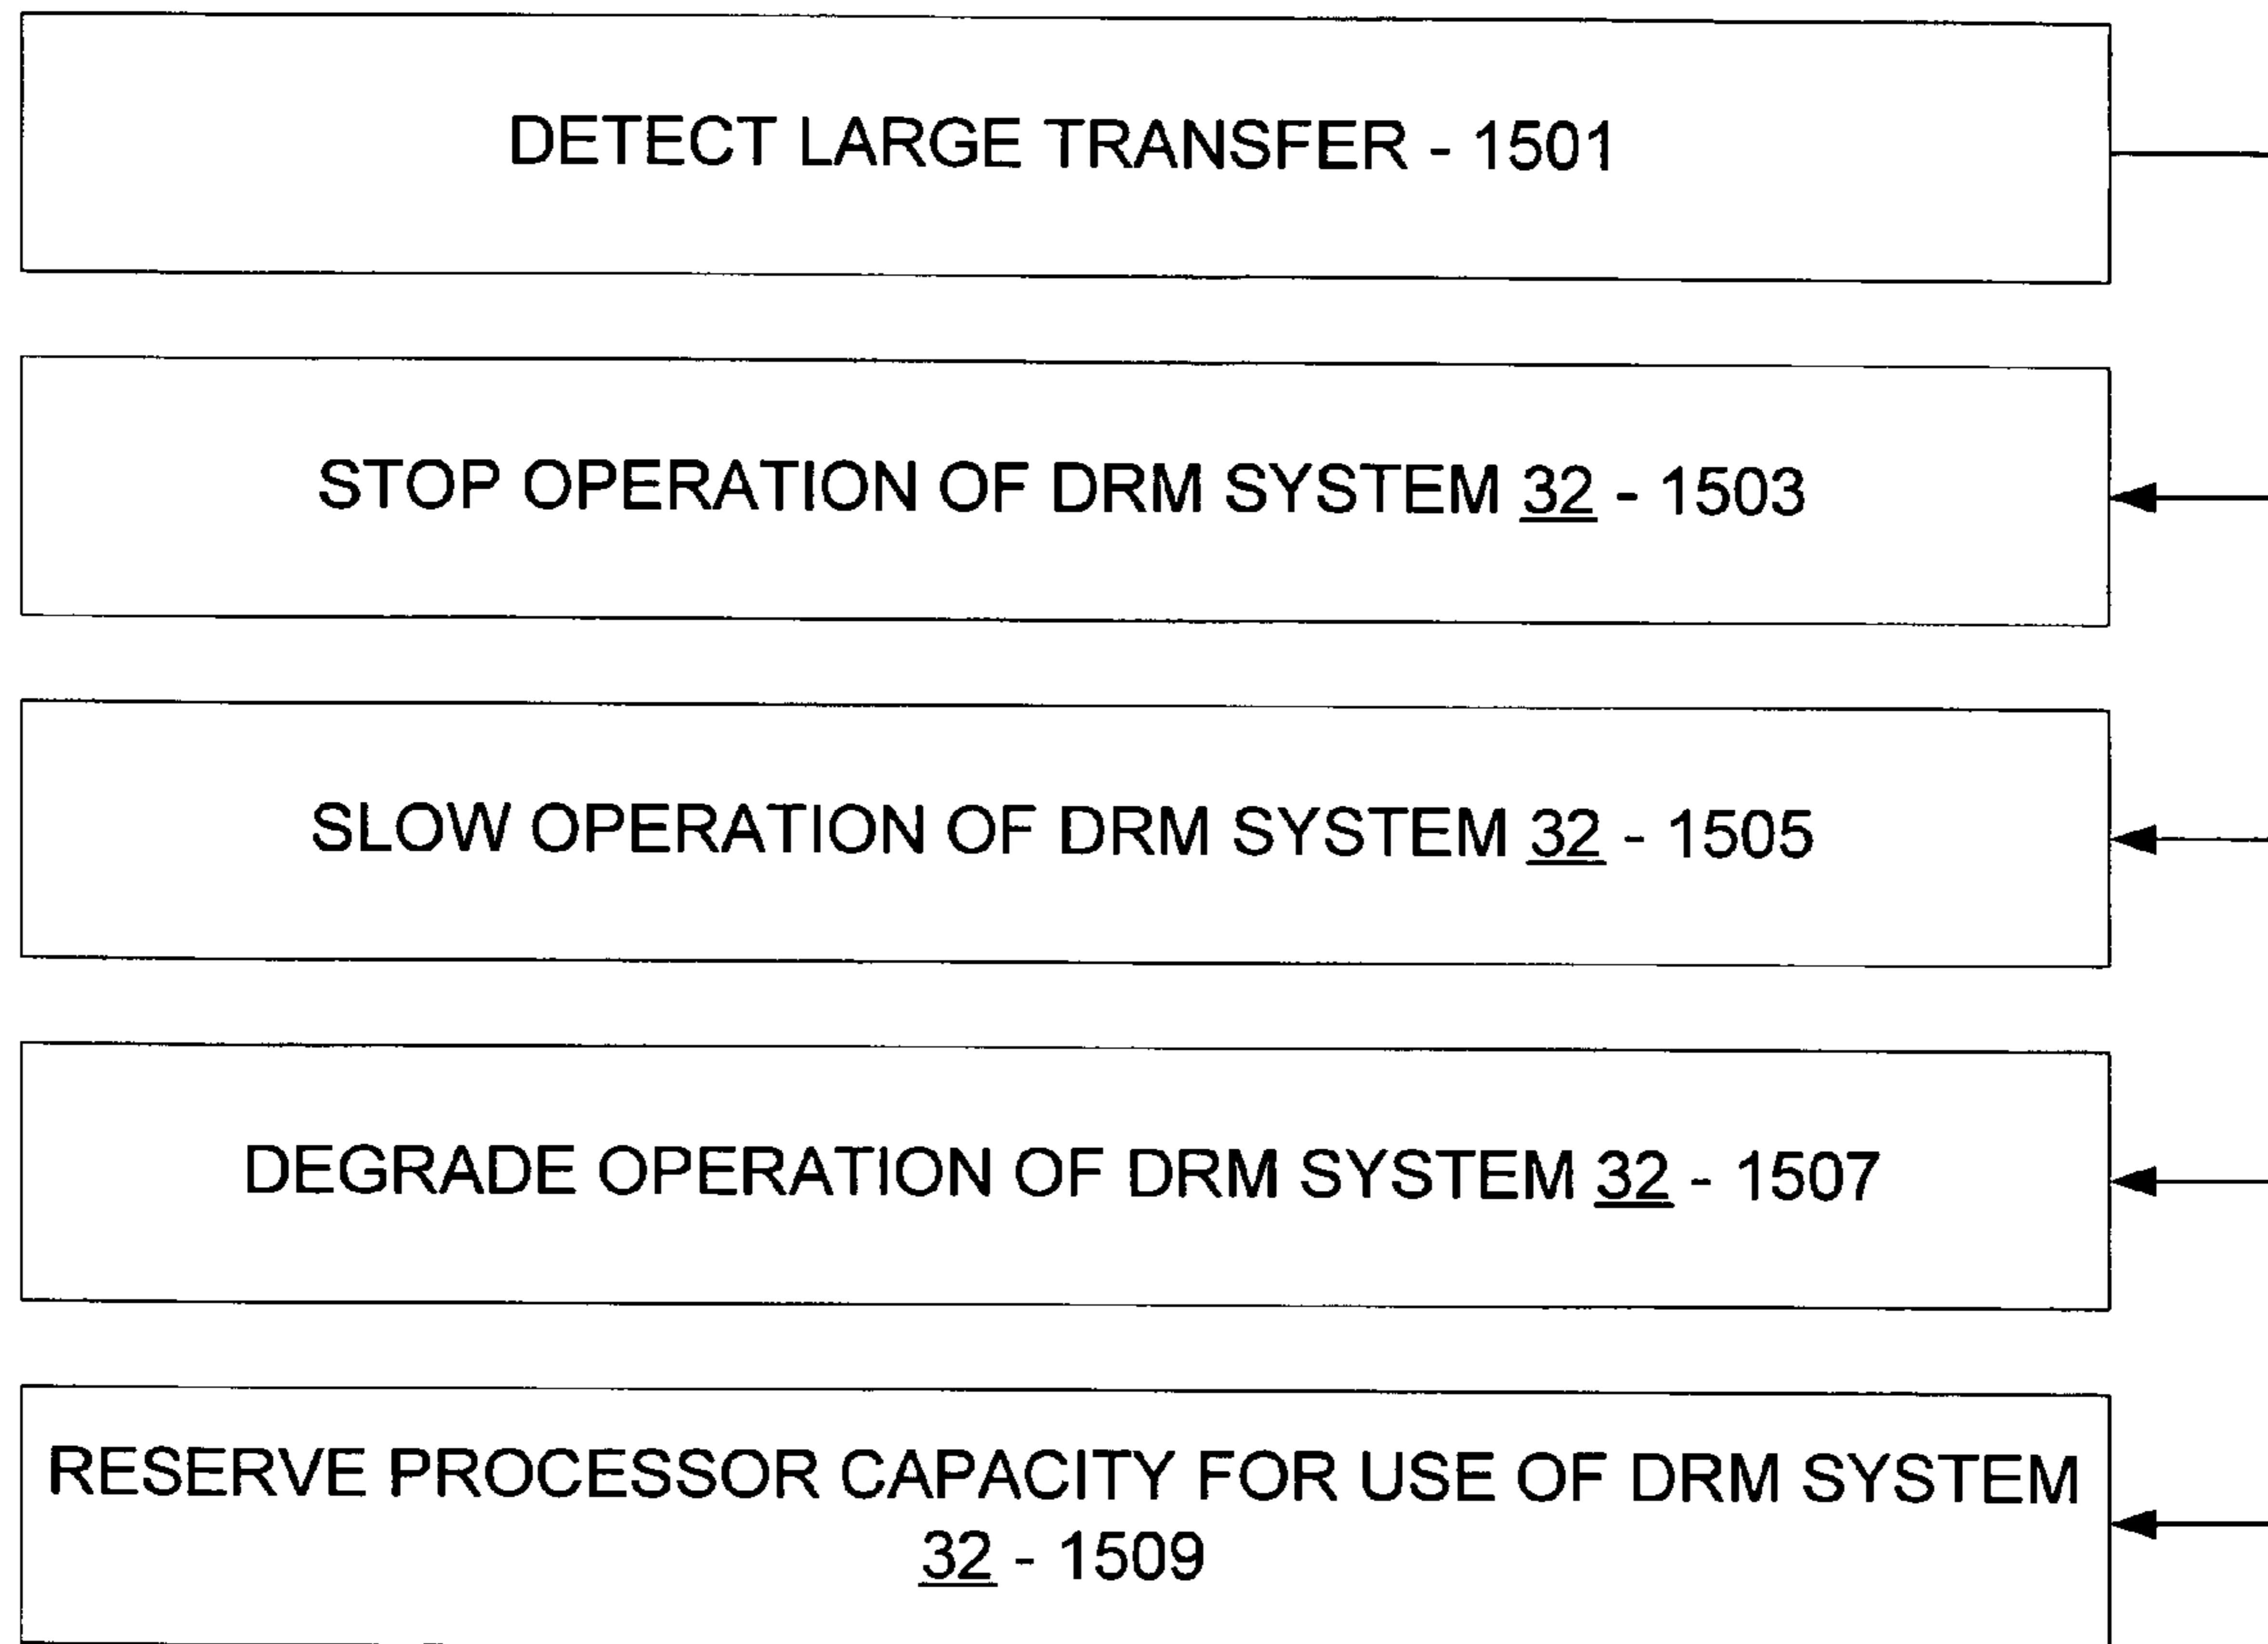 DETECT LARGE TRANSFER - 1501
STOP OPERATION OF DRM SYSTEM 32 - 1503
SLOW OPERATION OF DRM SYSTEM 32 - 1505
DEGRADE OPERATION OF DRM SYSTEM 32 - 1507
RESERVE PROCESSOR CAPACITY FOR USE OF DRM SYSTEM
32 - 1509